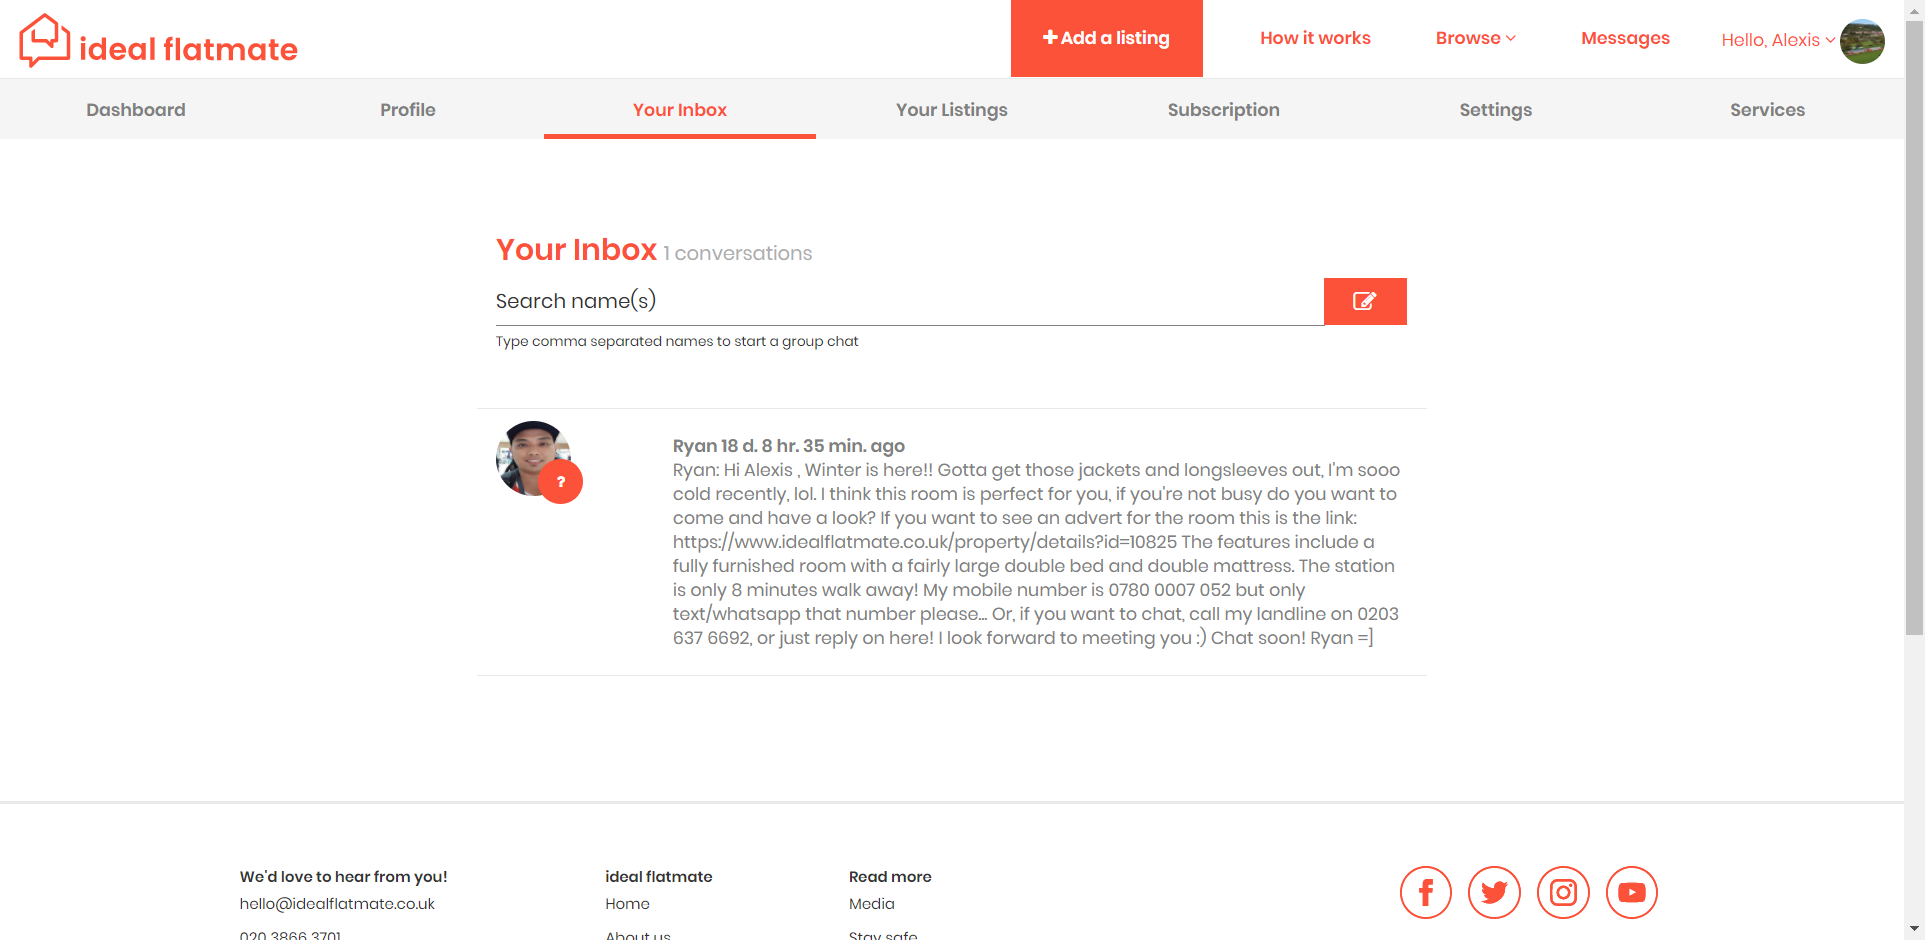 ideal flatmate
Add a listing
How it works
Browse
Messages
Hello, Alexis
Dashboard
Profile
Your Inbox
Your Listings
Subscription
Settings
Services
Your Inbox 1 conversations
Search name(s)
Type comma separated names to start a group chat
?
Ryan 18 d. 8 hr. 35 min. ago
Ryan: Hi Alexis , Winter is here!! Gotta get those jackets and longsleeves out, I'm sooo
cold recently, lol. I think this room is perfect for you, if you're not busy do you want to
come and have a look? If you want to see an advert for the room this is the link:
https://www.idealflatmate.co.uk/property/details?id=10825 The features include a
fully furnished room with a fairly large double bed and double mattress. The station
is only 8 minutes walk away! My mobile number is 0780 0007 052 but only
text/whatsapp that number please... Or, if you want to chat, call my landline on 0203
637 6692, or just reply on here! I look forward to meeting you :) Chat soon! Ryan =]
We'd love to hear from you!
hello@idealflatmate.co.uk
020 3866 3701
ideal flatmate
Home
About us
Read more
Media
Stay safe